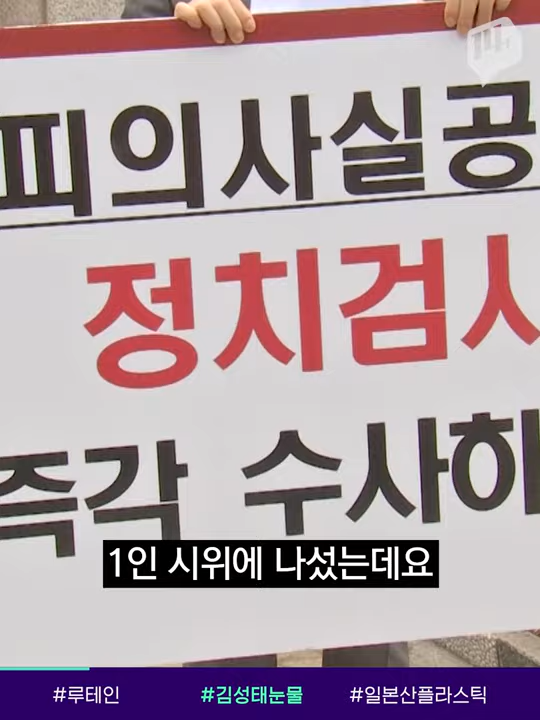 피의사실공
정치검사
즉각 수사하
1인 시위에 나섰는데요
#루테인 #김성태눈물 #일본산플라스틱